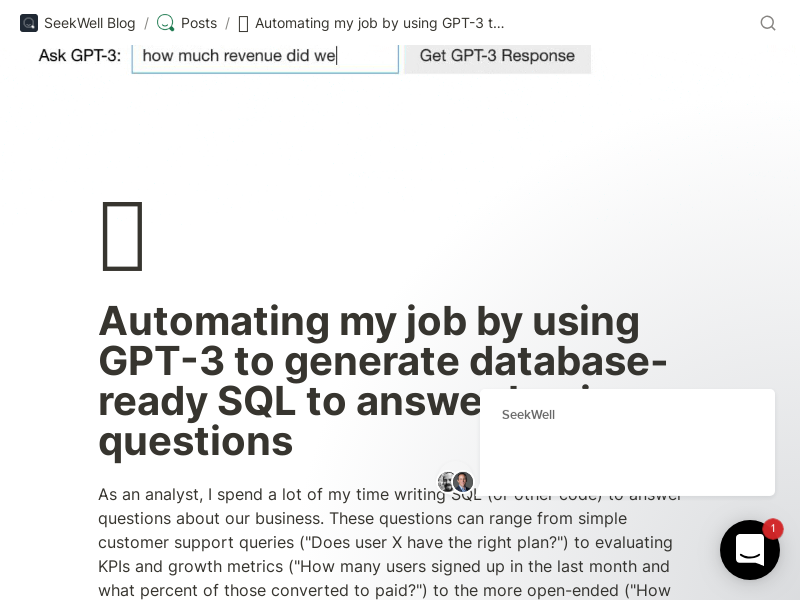 SeekWell Blog / Posts / Automating my job by using GPT-3 t...
Ask GPT-3: how much revenue did we Get GPT-3 Response
Automating my job by using
GPT-3 to generate database-
ready SQL to answe
questions
SeekWell
As an analyst, I spend a lot of my time writing SQL (or other code) to answer
questions about our business. These questions can range from simple
customer support queries ("Does user X have the right plan?") to evaluating
KPIs and growth metrics ("How many users signed up in the last month and
what percent of those converted to paid?") to the more open-ended ("How
1